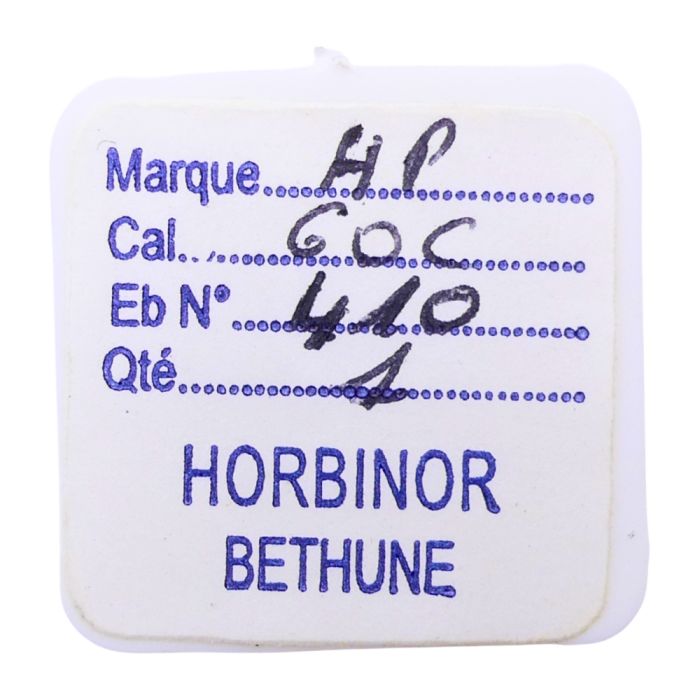 Marque HP
Cal. 60C
Eb N° 410
Qté 1
HORBINOR
BETHUNE